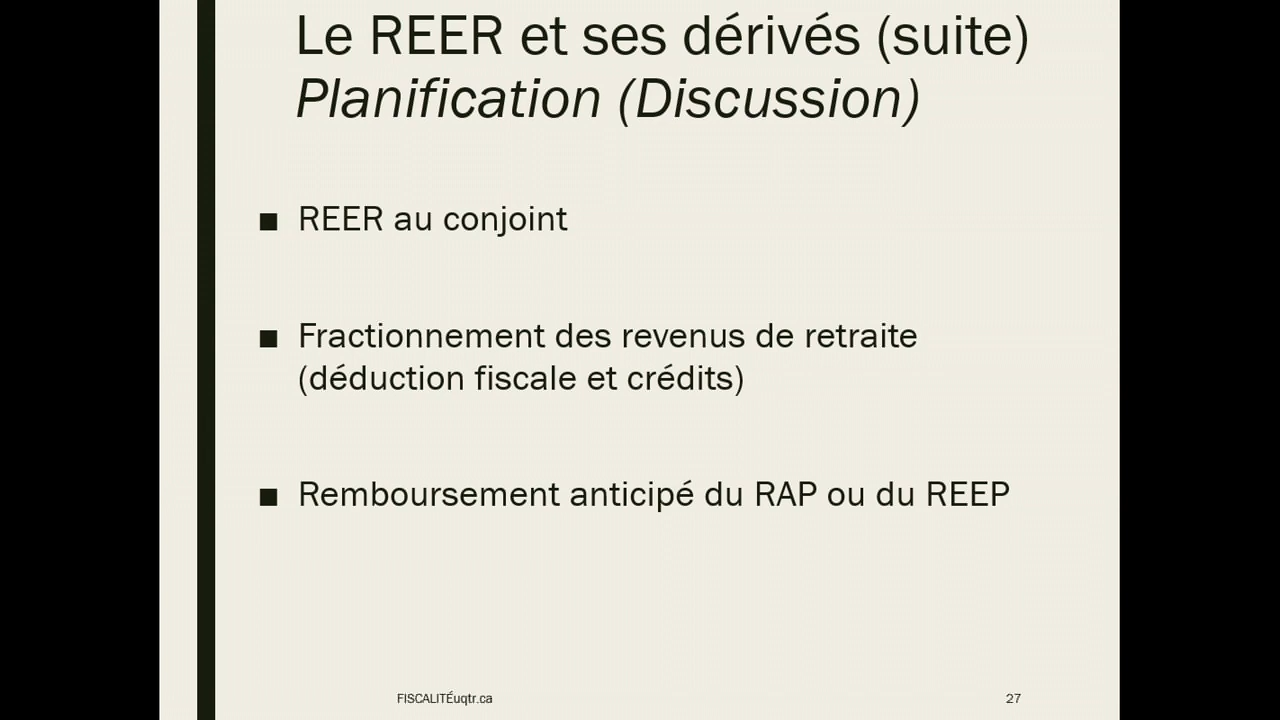 Le REER et ses dérivés (suite)
Planification (Discussion)
■ REER au conjoint
■ Fractionnement des revenus de retraite
(déduction fiscale et crédits)
■ Remboursement anticipé du RAP ou du REEP
FISCALITÉuqtr.ca
27